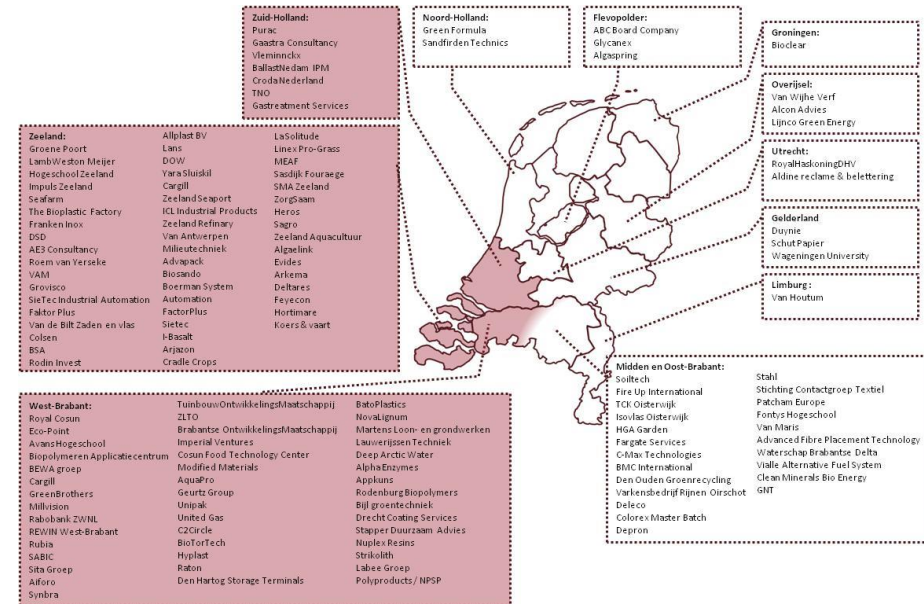 Zuid-Holland:
Purac
Gaastra Consultancy
Vleminnckx
BallastNedam IPM
Croda Nederland
TNO
Gastreatment Services
Noord-Holland:
Green Formula
Sandfirden Technics
Flevopolder:
ABC Board Company
Glycanex
Algaspring
Groningen:
Bioclear
Overijsel:
Van Wijhe Verf
Alcon Advies
Lijnco Green Energy
Utrecht:
RoyalHaskoningDHV
Aldine reclame & belettering
Gelderland
Duynie
Schut Papier
Wageningen University
Limburg:
Van Houtum
Zeeland:
Groene Poort
LambWeston Meijer
Hogeschool Zeeland
Impuls Zeeland
Seafarm
The Bioplastic Factory
Franken Inox
DSD
AE3 Consultancy
Roem van Yerseke
VAM
Grovisco
SieTec Industrial Automation
Faktor Plus
Van de Bilt Zaden en vlas
Colsen
BSA
Rodin Invest
Allplast BV
Lans
DOW
Yara Sluiskil
Cargill
Zeeland Seaport
ICL Industrial Products
Zeeland Refinary
Van Antwerpen
Milieutechniek
Advapack
Biosando
Boerman System
Automation
FactorPlus
Sietec
I-Basalt
Arjazon
Cradle Crops
LaSolitude
Linex Pro-Grass
MEAF
Sasdijk Fouraege
SMA Zeeland
ZorgSaam
Heros
Sagro
Zeeland Aquacultuur
Algaelink
Evides
Arkema
Deltares
Feyecon
Hortimare
Koers & vaart
West-Brabant:
Royal Cosun
Eco-Point
AvansHogeschool
Biopolymeren Applicatiecentrum
BEWA groep
Cargill
GreenBrothers
Millvision
Rabobank ZWNL
REWIN West-Brabant
Rubia
SABIC
Sita Groep
Aiforo
Synbra
TuinbouwOntwikkelingsMaatschappij
ZLTO
Brabantse OntwikkelingsMaatschappij
Imperial Ventures
Cosun Food Technology Center
Modified Materials
AquaPro
Geurtz Group
Unipak
United Gas
C2Circle
BioTorTech
Hyplast
Raton
Den Hartog Storage Terminals
BatoPlastics
NovaLignum
Martens Loon- en grondwerken
Lauwerijssen Techniek
Deep Arctic Water
AlphaEnzymes
Appkuns
Rodenburg Biopolymers
Bijl groentechniek
Drecht Coating Services
Stapper Duurzaam Advies
Nuplex Resins
Strikolith
Labee Groep
Polyproducts / NPSP
Midden en Oost-Brabant:
Soiltech
Fire Up International
TCK Oisterwijk
Isovlas Oisterwijk
HGA Garden
Fargate Services
C-Max Technologies
BMC International
Den Ouden Groenrecycling
Varkensbedrijf Rijnen Oirschot
Deleco
Colorex Master Batch
Depron
Stahl
Stichting Contactgroep Textiel
Patcham Europe
Fontys Hogeschool
Van Maris
Advanced Fibre Placement Technology
Waterschap Brabantse Delta
Vialle Alternative Fuel System
Clean Minerals Bio Energy
GNT